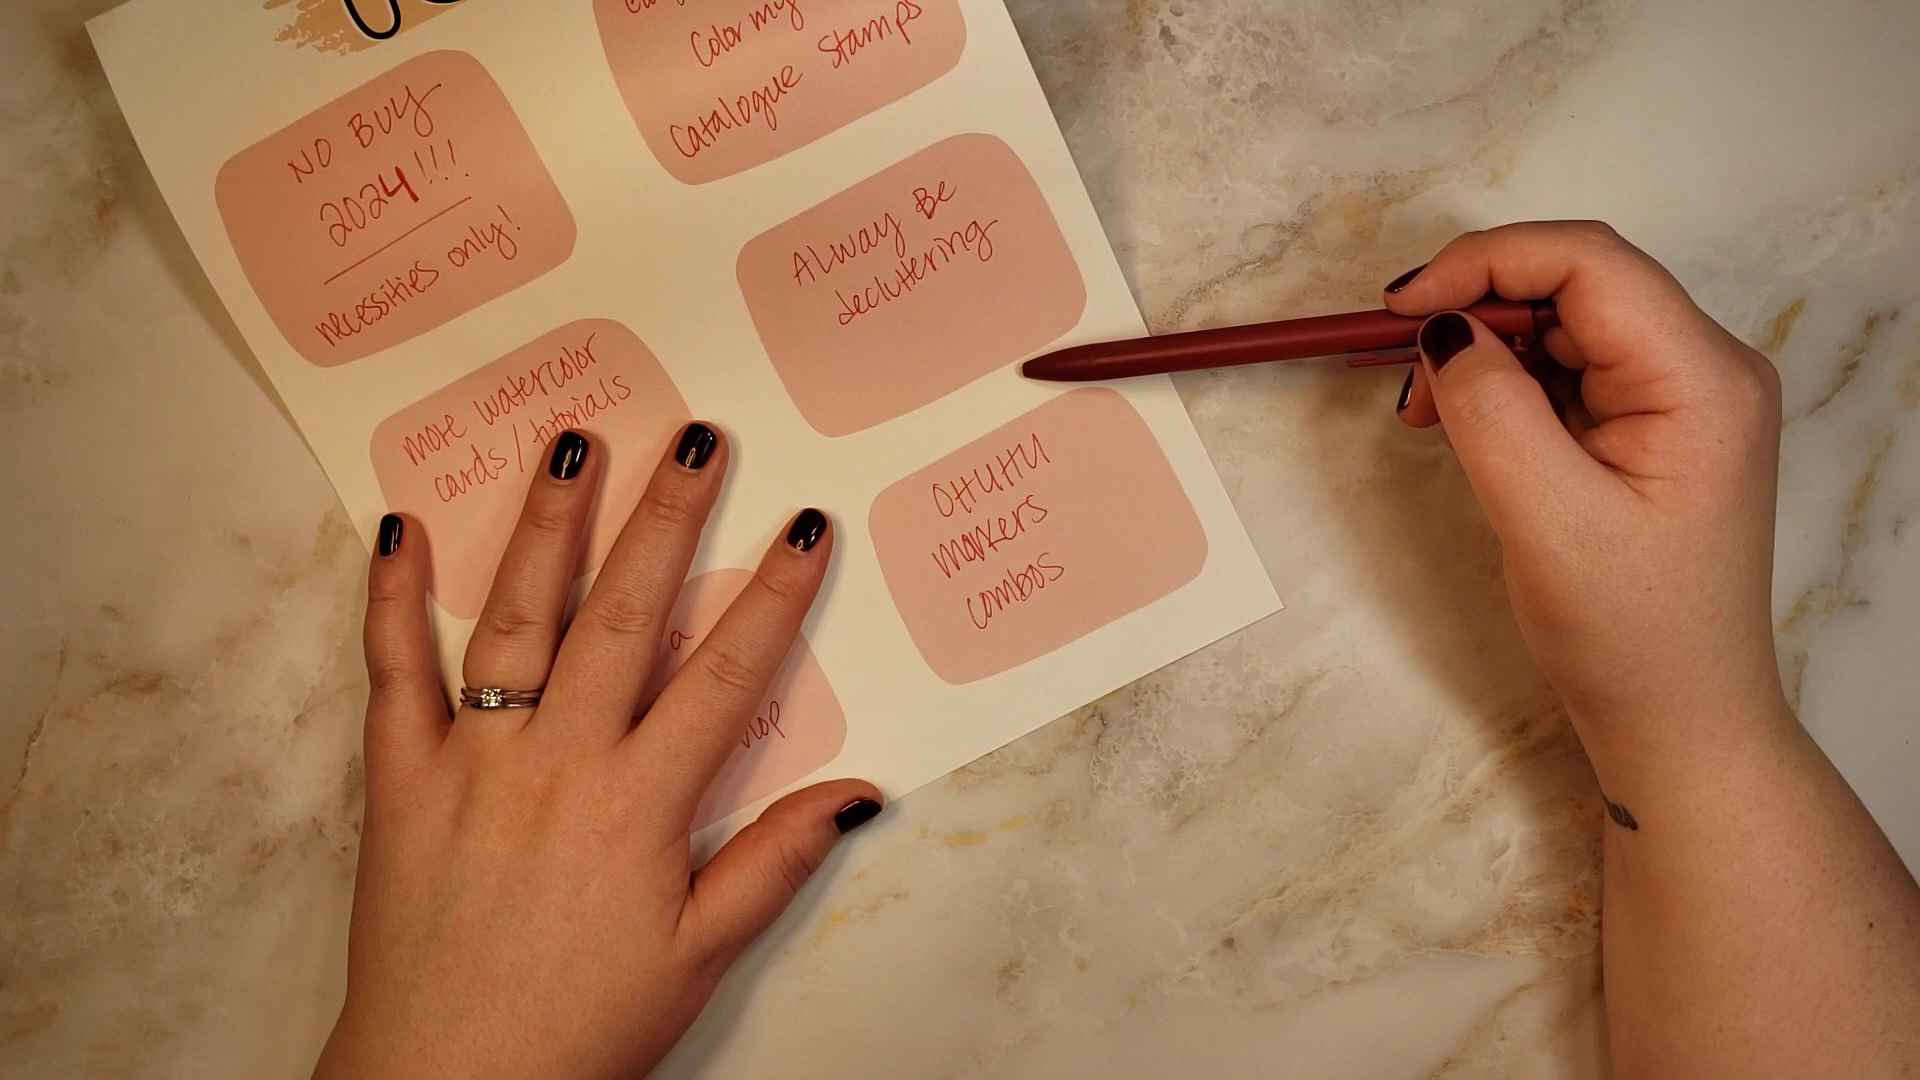 NO BUY
2024!!!
necessities only!
Color my
Catalogue Stamps
more watercolor
cards / tutorials
ALway Be
decluttering
a
OHUHU
markers
combos